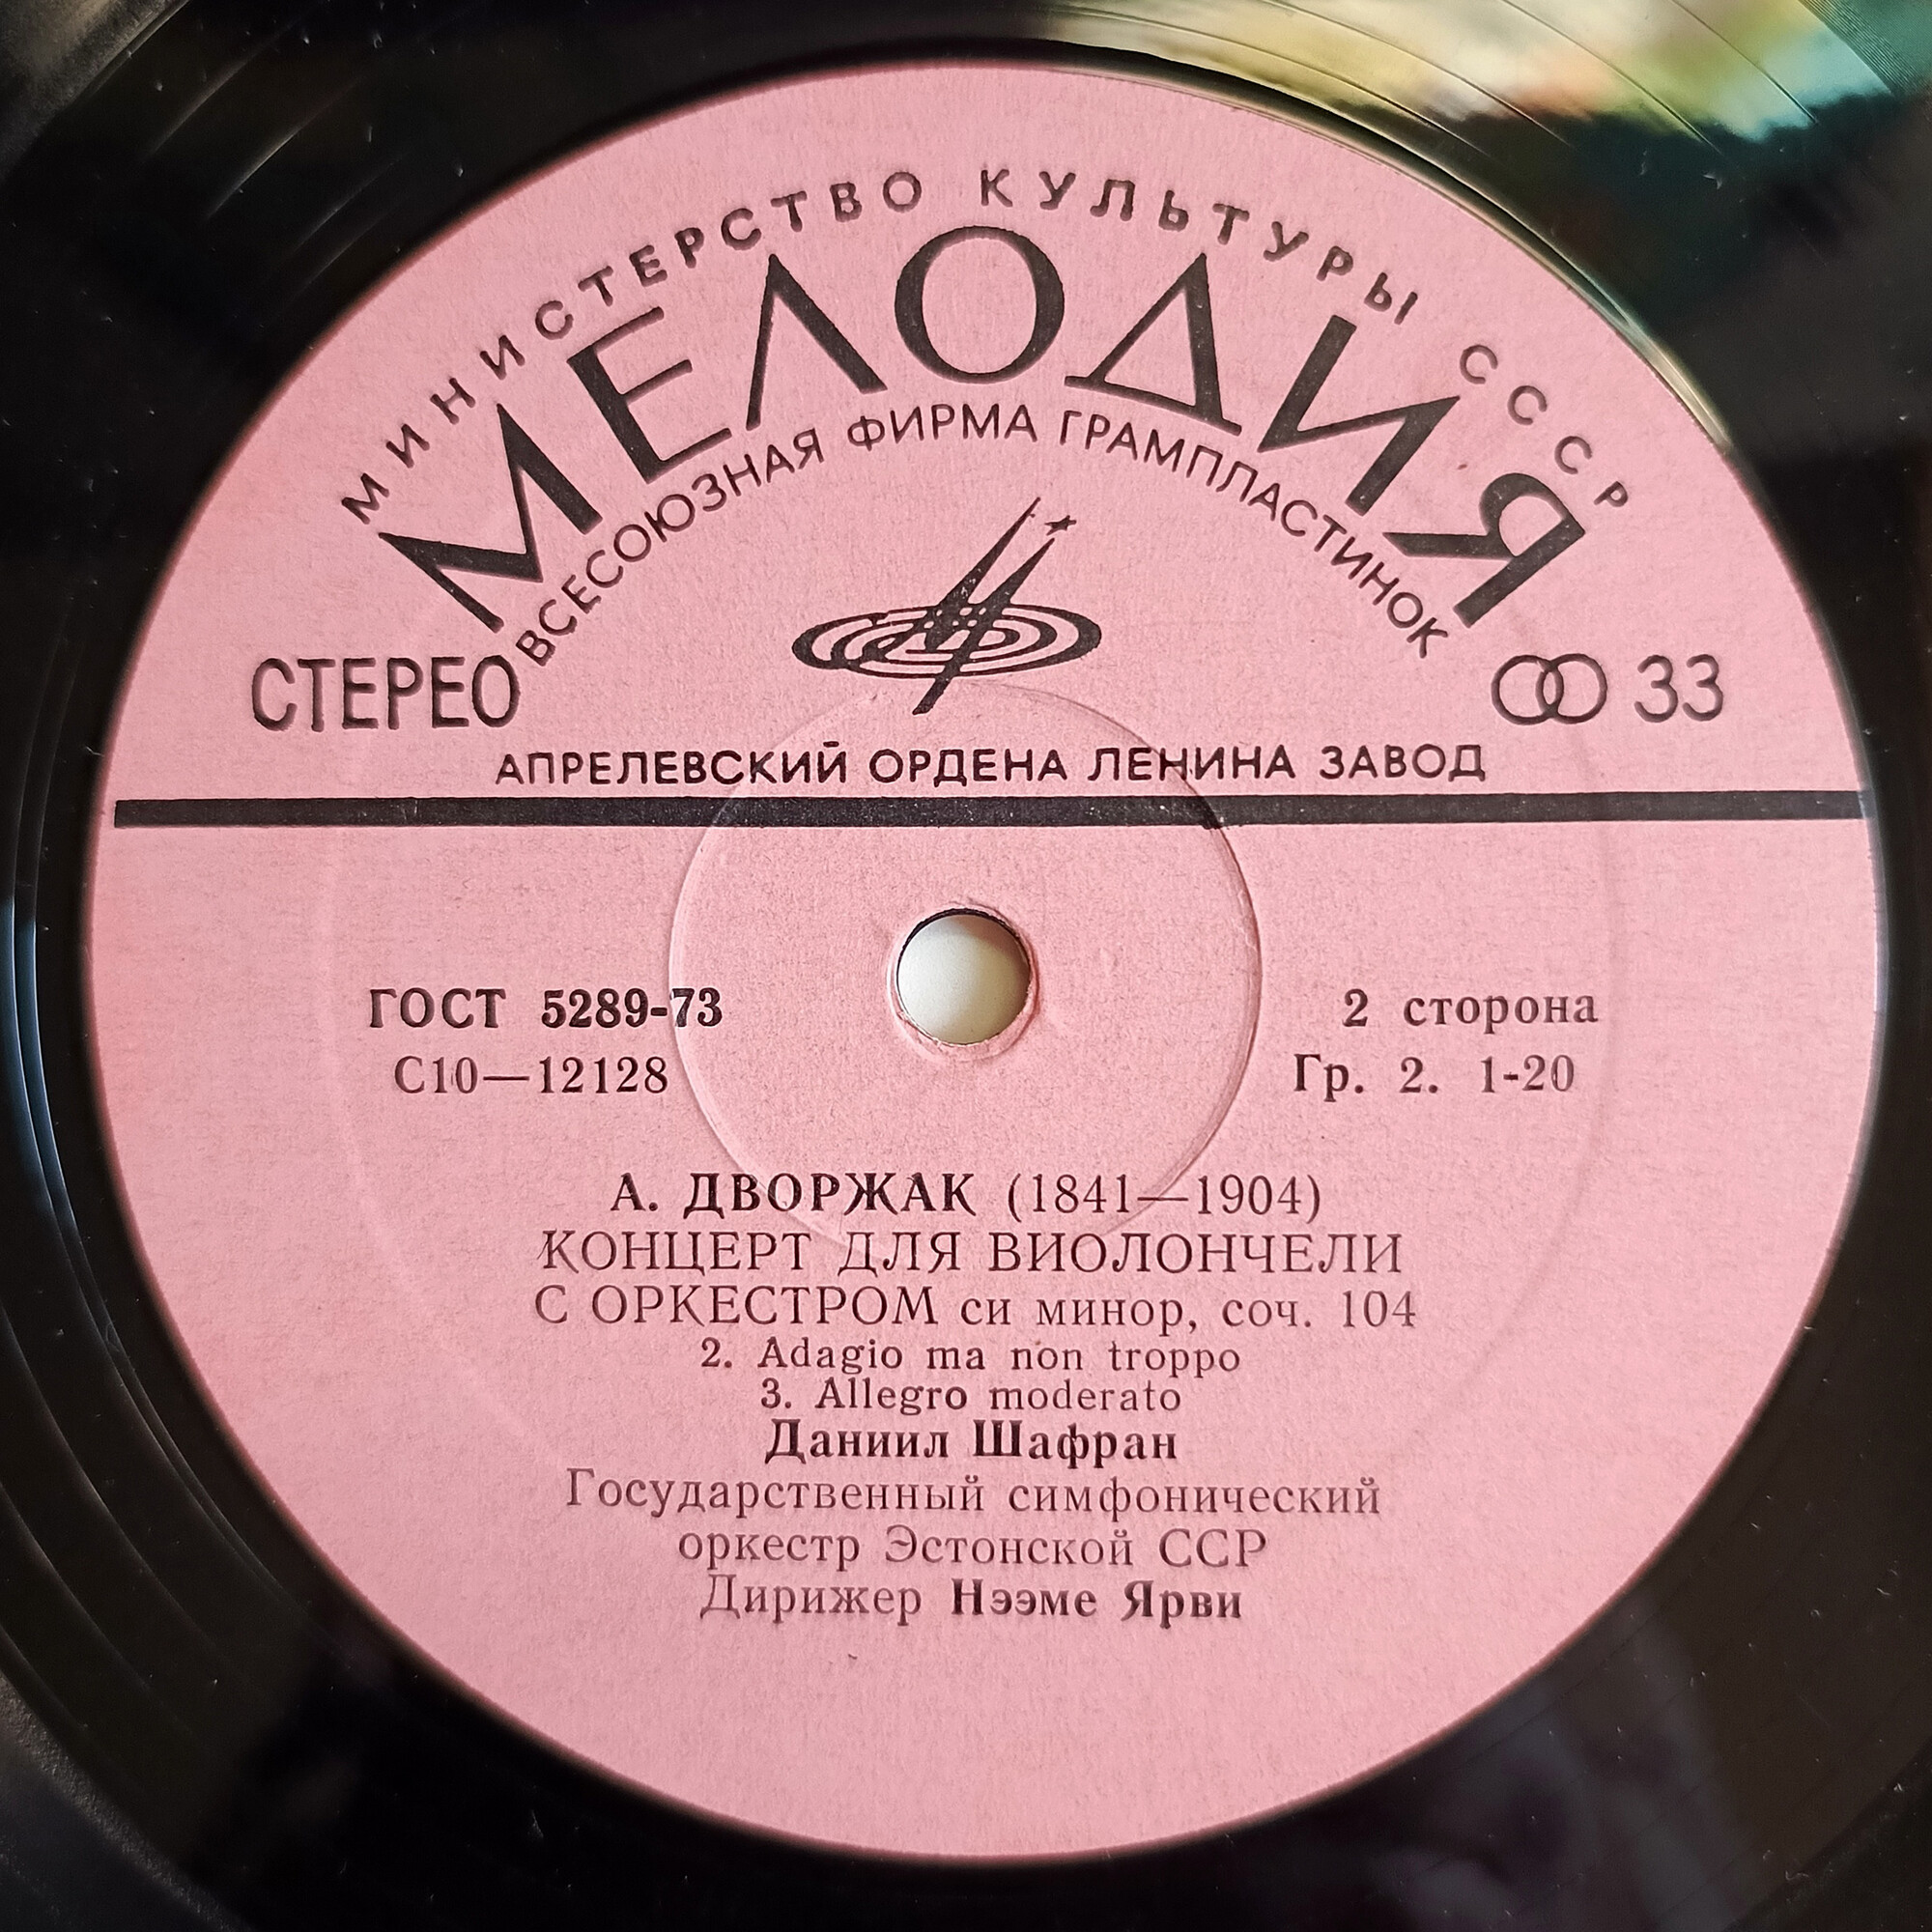 МИНИСТЕРСТВО КУЛЬТУРЫ СССР
МЕЛОДИЯ
ВСЕСОЮЗНАЯ ФИРМА ГРАМПЛАСТИНОК
СТЕРЕО
33
АПРЕЛЕВСКИЙ ОРДЕНА ЛЕНИНА ЗАВОД
ГОСТ 5289-73
2 сторона
С10—12128
Гр. 2. 1-20
А. ДВОРЖАК (1841—1904)
КОНЦЕРТ ДЛЯ ВИОЛОНЧЕЛИ
С ОРКЕСТРОМ си минор, соч. 104
2. Adagio ma non troppo
3. Allegro moderato
Даниил Шафран
Государственный симфонический
оркестр Эстонской ССР
Дирижер Нээме Ярви